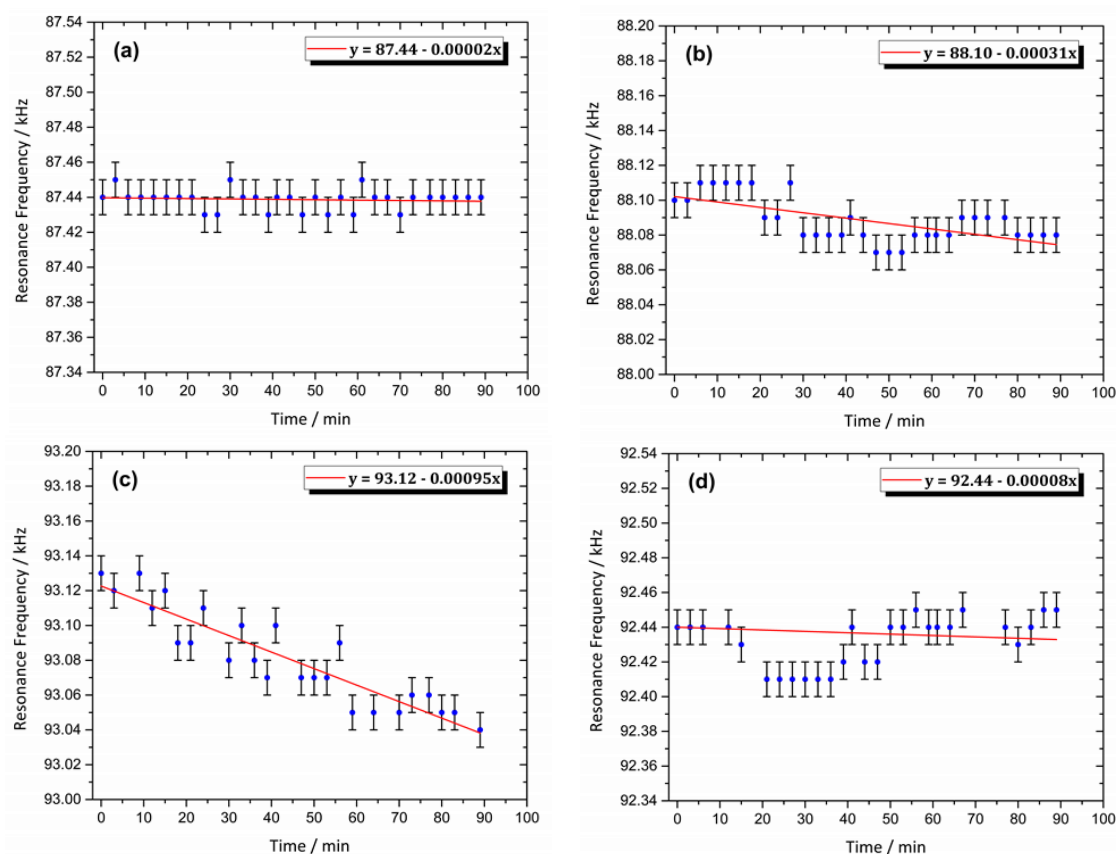 (a)
y = 87.44 - 0.00002x
87.54
87.52
87.50
87.48
87.46
87.44
87.42
87.40
87.38
87.36
87.34
Resonance Frequency / kHz
0 10 20 30 40 50 60 70 80 90 100
Time / min
(b)
y = 88.10 - 0.00031x
88.20
88.18
88.16
88.14
88.12
88.10
88.08
88.06
88.04
88.02
88.00
Resonance Frequency / kHz
0 10 20 30 40 50 60 70 80 90 100
Time / min
(c)
y = 93.12 - 0.00095x
93.20
93.18
93.16
93.14
93.12
93.10
93.08
93.06
93.04
93.02
93.00
Resonance Frequency / kHz
0 10 20 30 40 50 60 70 80 90 100
Time / min
(d)
y = 92.44 - 0.00008x
92.54
92.52
92.50
92.48
92.46
92.44
92.42
92.40
92.38
92.36
92.34
Resonance Frequency / kHz
0 10 20 30 40 50 60 70 80 90 100
Time / min